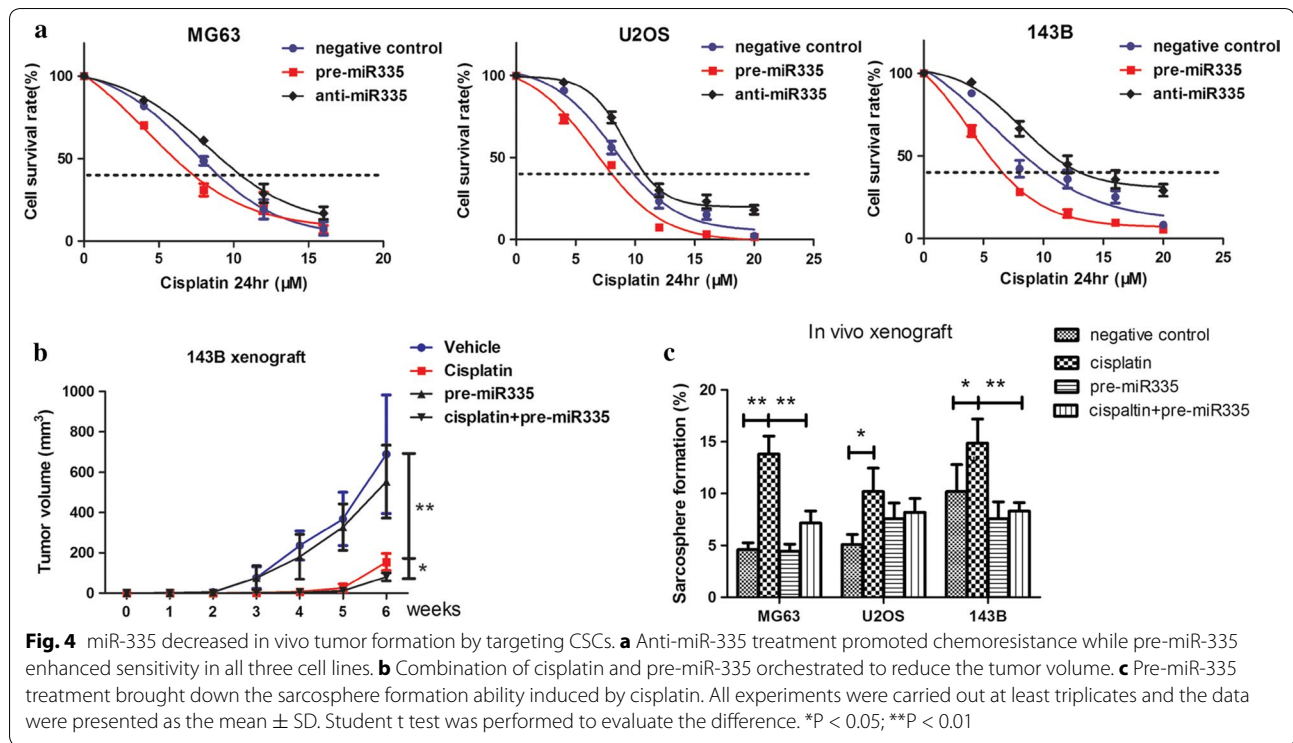 a
MG63
negative control
pre-miR335
anti-miR335
Cell survival rate(%)
100
50
0
0 5 10 15 20
Cisplatin 24hr (µM)
U2OS
negative control
pre-miR335
anti-miR335
Cell survival rate(%)
100
50
0
0 5 10 15 20 25
Cisplatin 24hr (µM)
143B
negative control
pre-miR335
anti-miR335
Cell survival rate(%)
100
50
0
0 5 10 15 20 25
Cisplatin 24hr (µM)
b
143B xenograft
Vehicle
Cisplatin
pre-miR335
cisplatin+pre-miR335
Tumor volume (mm³)
1000
800
600
400
200
0
0 1 2 3 4 5 6 weeks
**
*
c
In vivo xenograft
negative control
cisplatin
pre-miR335
cispaltin+pre-miR335
Sarcosphere formation (%)
20
15
10
5
0
** **
*
* **
MG63 U2OS 143B
Fig. 4 miR-335 decreased in vivo tumor formation by targeting CSCs. a Anti-miR-335 treatment promoted chemoresistance while pre-miR-335
enhanced sensitivity in all three cell lines. b Combination of cisplatin and pre-miR-335 orchestrated to reduce the tumor volume. c Pre-miR-335
treatment brought down the sarcosphere formation ability induced by cisplatin. All experiments were carried out at least triplicates and the data
were presented as the mean ± SD. Student t test was performed to evaluate the difference. *P < 0.05; **P < 0.01